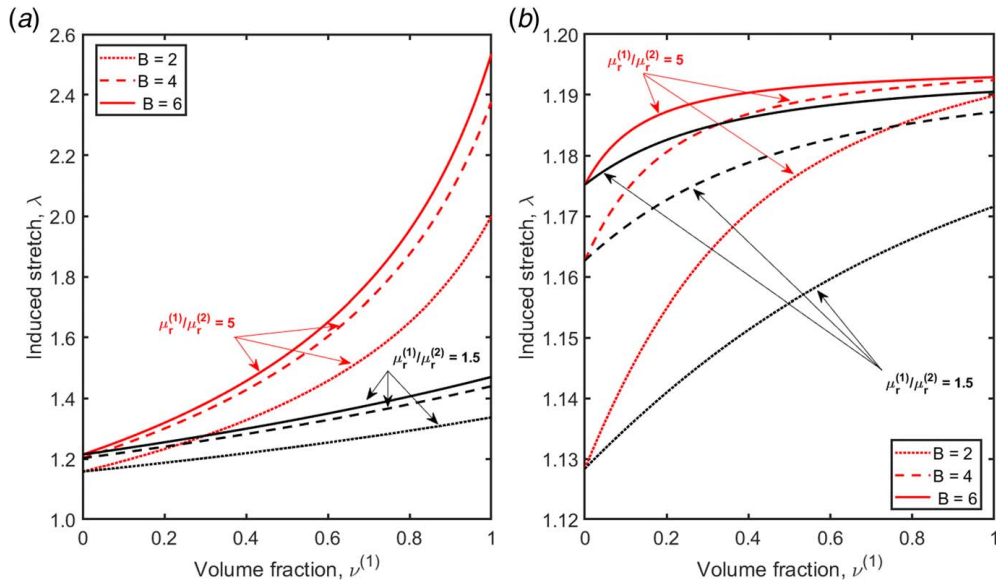 (a)
2.6
2.4
2.2
2.0
1.8
1.6
1.4
1.2
1.0
Induced stretch, λ
B = 2
B = 4
B = 6
μr(1)/μr(2) = 5
μr(1)/μr(2) = 1.5
0
0.2
0.4
0.6
0.8
1
Volume fraction, ν(1)
(b)
1.20
1.19
1.18
1.17
1.16
1.15
1.14
1.13
1.12
Induced stretch, λ
μr(1)/μr(2) = 5
μr(1)/μr(2) = 1.5
B = 2
B = 4
B = 6
0
0.2
0.4
0.6
0.8
1
Volume fraction, ν(1)